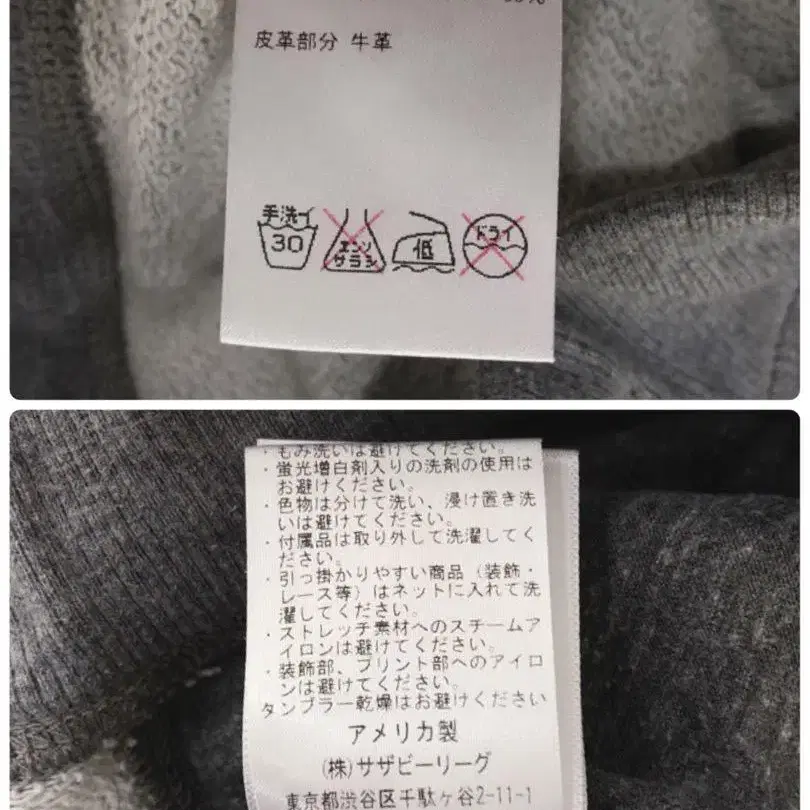 皮革部分 牛革
手洗イ
30
エンソ
サラシ
低
ドライ
・もみ洗いは避けてください。
・蛍光増白剤入りの洗剤の使用は
お避けください。
・色物は分けて洗い、浸け置き洗
いは避けてください。
・付属品は取り外して洗濯してく
ださい。
・引っ掛かりやすい商品（装飾・
レース等）はネットに入れて洗
濯してください。
・ストレッチ素材へのスチームア
イロンは避けてください。
・装飾部、プリント部へのアイロ
ンは避けてください。
タンブラー乾燥はお避けください
アメリカ製
(株)サザビーリーグ
東京都渋谷区千駄ヶ谷2-11-1